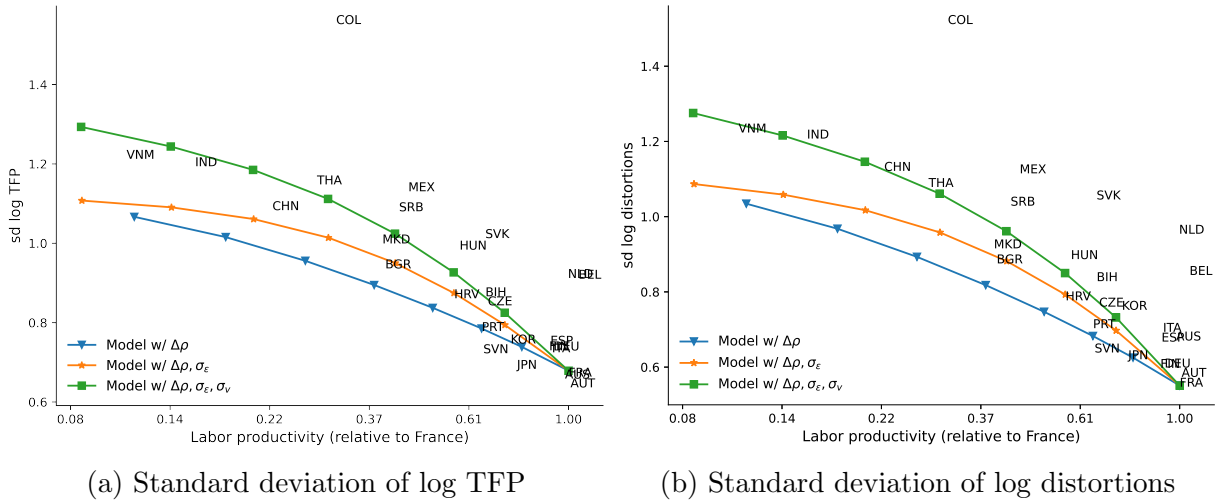 COL
1.4
1.2
1.0
0.8
0.6
sd log TFP
VNM
IND
THA
MEX
CHN
SRB
MKD
SVK
HUN
BGR
NLD
BEL
HRV
BIH
CZE
PRT
KOR
ESP
DEU
ITA
SVN
JPN
FRA
AUS
AUT
Model w/ Δρ
Model w/ Δρ, σε
Model w/ Δρ, σε, σv
0.08 0.14 0.22 0.37 0.61 1.00
Labor productivity (relative to France)
(a) Standard deviation of log TFP
COL
1.4
1.2
1.0
0.8
0.6
sd log distortions
VNM
IND
CHN
MEX
THA
SVK
SRB
NLD
MKD
HUN
BGR
BEL
BIH
HRV
CZE
KOR
PRT
ITA
ESP
RUS
SVN
JPN
FIN
DEU
AUT
FRA
Model w/ Δρ
Model w/ Δρ, σε
Model w/ Δρ, σε, σv
0.08 0.14 0.22 0.37 0.61 1.00
Labor productivity (relative to France)
(b) Standard deviation of log distortions